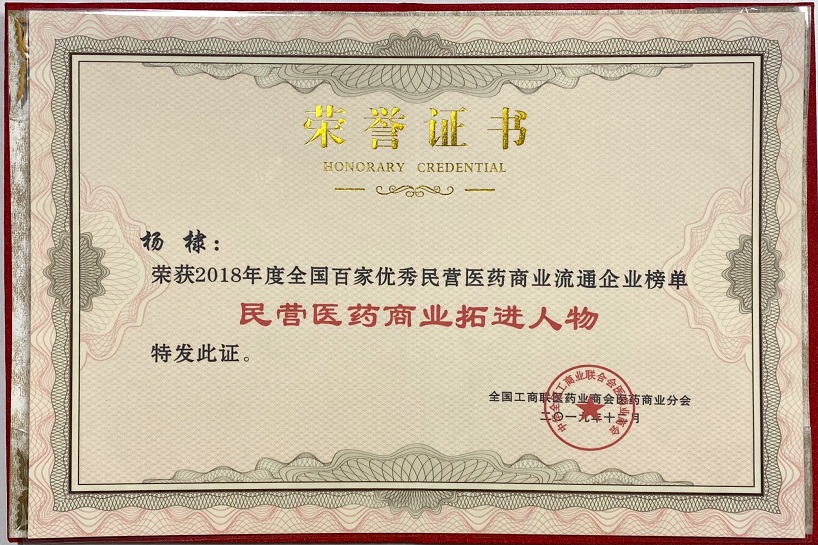 荣誉证书
HONORARY CREDENTIAL
杨棣：
荣获2018年度全国百家优秀民营医药商业流通企业榜单
民营医药商业拓进人物
特发此证。
全国工商联医药业商会医药商业分会
二〇一九年十
月